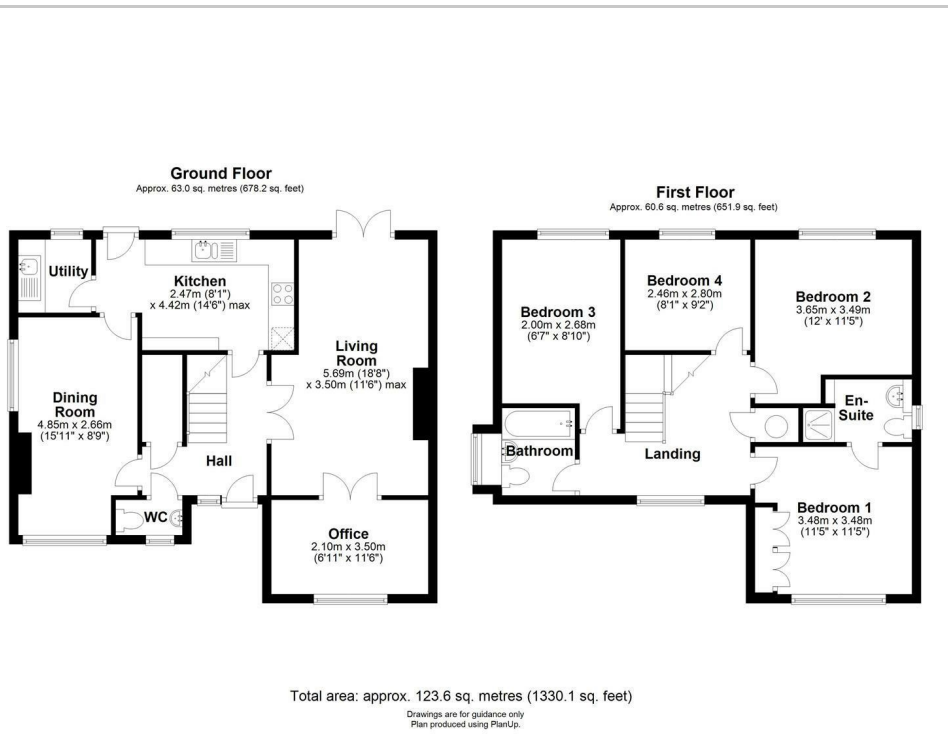 Ground Floor
Approx. 63.0 sq. metres (678.2 sq. feet)
Utility
Kitchen
2.47m (8'1")
x 4.42m (14'6") max
Living
Room
5.69m (18'8")
x 3.50m (11'6") max
Dining
Room
4.85m x 2.66m
(15'11" x 8'9")
Hall
WC
Office
2.10m x 3.50m
(6'11" x 11'6")
First Floor
Approx. 60.6 sq. metres (651.9 sq. feet)
Bedroom 3
2.00m x 2.68m
(6'7" x 8'10")
Bedroom 4
2.46m x 2.80m
(8'1" x 9'2")
Bedroom 2
3.65m x 3.49m
(12' x 11'5")
En-
Suite
Bathroom
Landing
Bedroom 1
3.48m x 3.48m
(11'5" x 11'5")
Total area: approx. 123.6 sq. metres (1330.1 sq. feet)
Drawings are for guidance only
Plan produced using PlanUp.